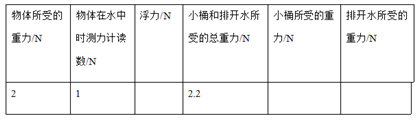 物体所受的重力/N
物体在水中时测力计读数/N
浮力/N
小桶和排开水所受的总重力/N
小桶所受的重力/N
排开水所受的重力/N
2
1
2.2